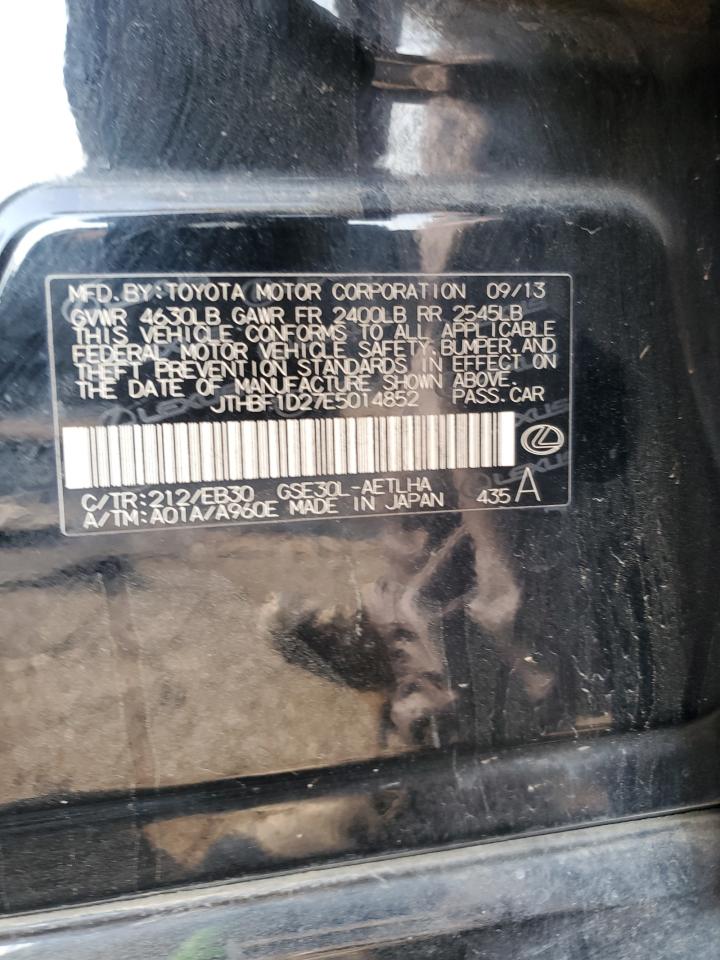 MFD. BY: TOYOTA MOTOR CORPORATION 09/13
GVWR 4630LB GAWR FR 2400LB RR 2545LB
THIS VEHICLE CONFORMS TO ALL APPLICABLE
FEDERAL MOTOR VEHICLE SAFETY, BUMPER, AND
THEFT PREVENTION STANDARDS IN EFFECT ON
THE DATE OF MANUFACTURE SHOWN ABOVE.
JTHBF1D27E5014852 PASS. CAR
LEXUS
C/TR: 212/EB30 GSE30L-AETLHA
A/TM: A01A/A960E MADE IN JAPAN 435 A